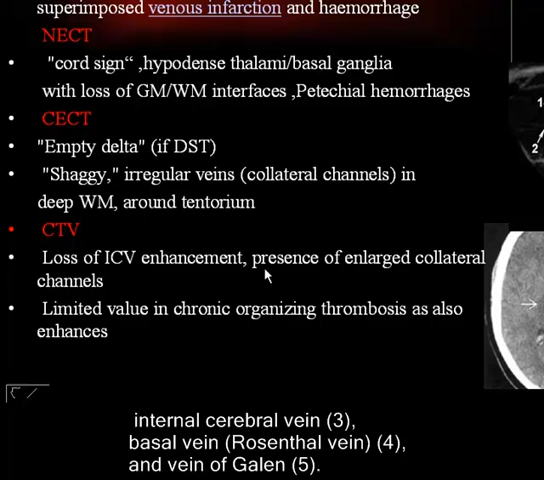 superimposed venous infarction and haemorrhage
NECT
• "cord sign“ ,hypodense thalami/basal ganglia
with loss of GM/WM interfaces ,Petechial hemorrhages
• CECT
• "Empty delta" (if DST)
• "Shaggy," irregular veins (collateral channels) in
deep WM, around tentorium
• CTV
• Loss of ICV enhancement, presence of enlarged collateral
channels
• Limited value in chronic organizing thrombosis as also
enhances
1
2
internal cerebral vein (3),
basal vein (Rosenthal vein) (4),
and vein of Galen (5).